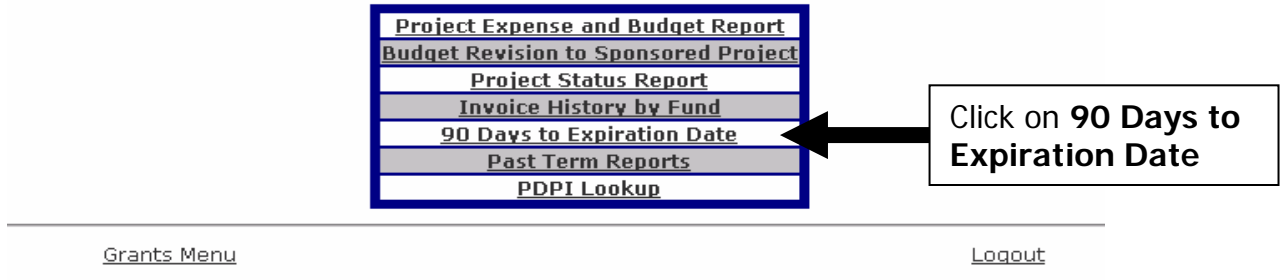 Project Expense and Budget Report
Budget Revision to Sponsored Project
Project Status Report
Invoice History by Fund
90 Days to Expiration Date
Past Term Reports
PDPI Lookup
Click on 90 Days to
Expiration Date
Grants Menu
Logout